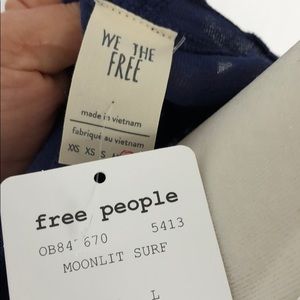 WE THE
FREE
made in vietnam
fabriqué au vietnam
XXS XS S
free people
OB84 670 5413
MOONLIT SURF
L